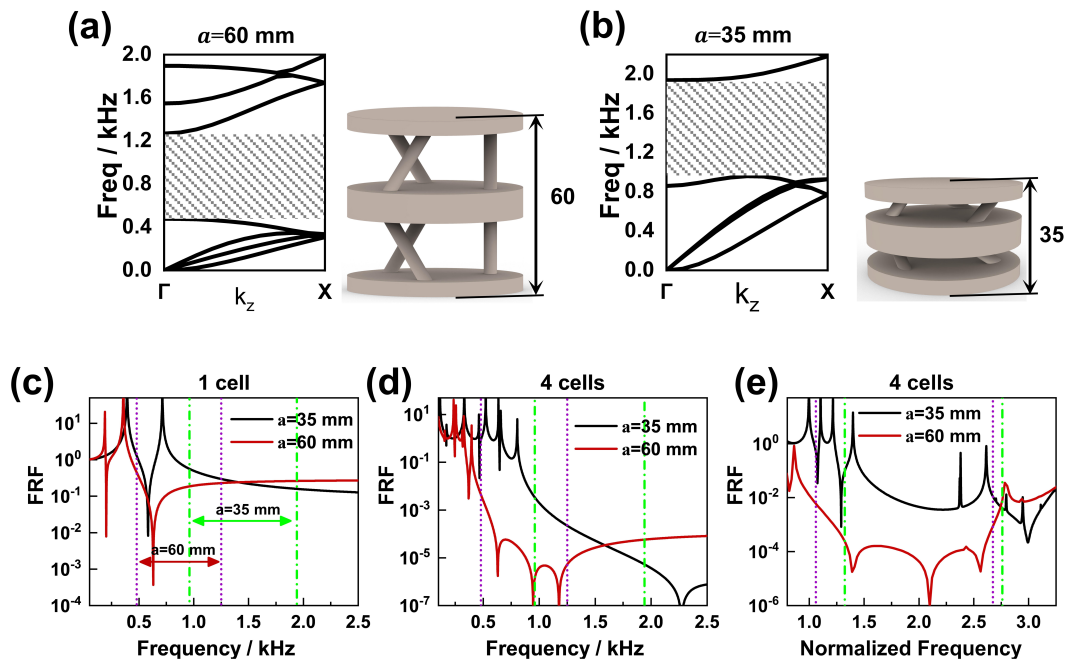 (a)
a=60 mm
2.0
1.6
1.2
0.8
0.4
0.0
Freq / kHz
Γ
k_z
X
60
(b)
a=35 mm
2.0
1.6
1.2
0.8
0.4
0.0
Freq / kHz
Γ
k_z
X
35
(c)
1 cell
a=35 mm
a=60 mm
10^1
10^0
10^-1
10^-2
10^-3
10^-4
FRF
a=35 mm
a=60 mm
0.5 1.0 1.5 2.0 2.5
Frequency / kHz
(d)
4 cells
a=35 mm
a=60 mm
10^1
10^-1
10^-3
10^-5
10^-7
FRF
0.5 1.0 1.5 2.0 2.5
Frequency / kHz
(e)
4 cells
a=35 mm
a=60 mm
10^0
10^-2
10^-4
10^-6
FRF
1.0 1.5 2.0 2.5 3.0
Normalized Frequency